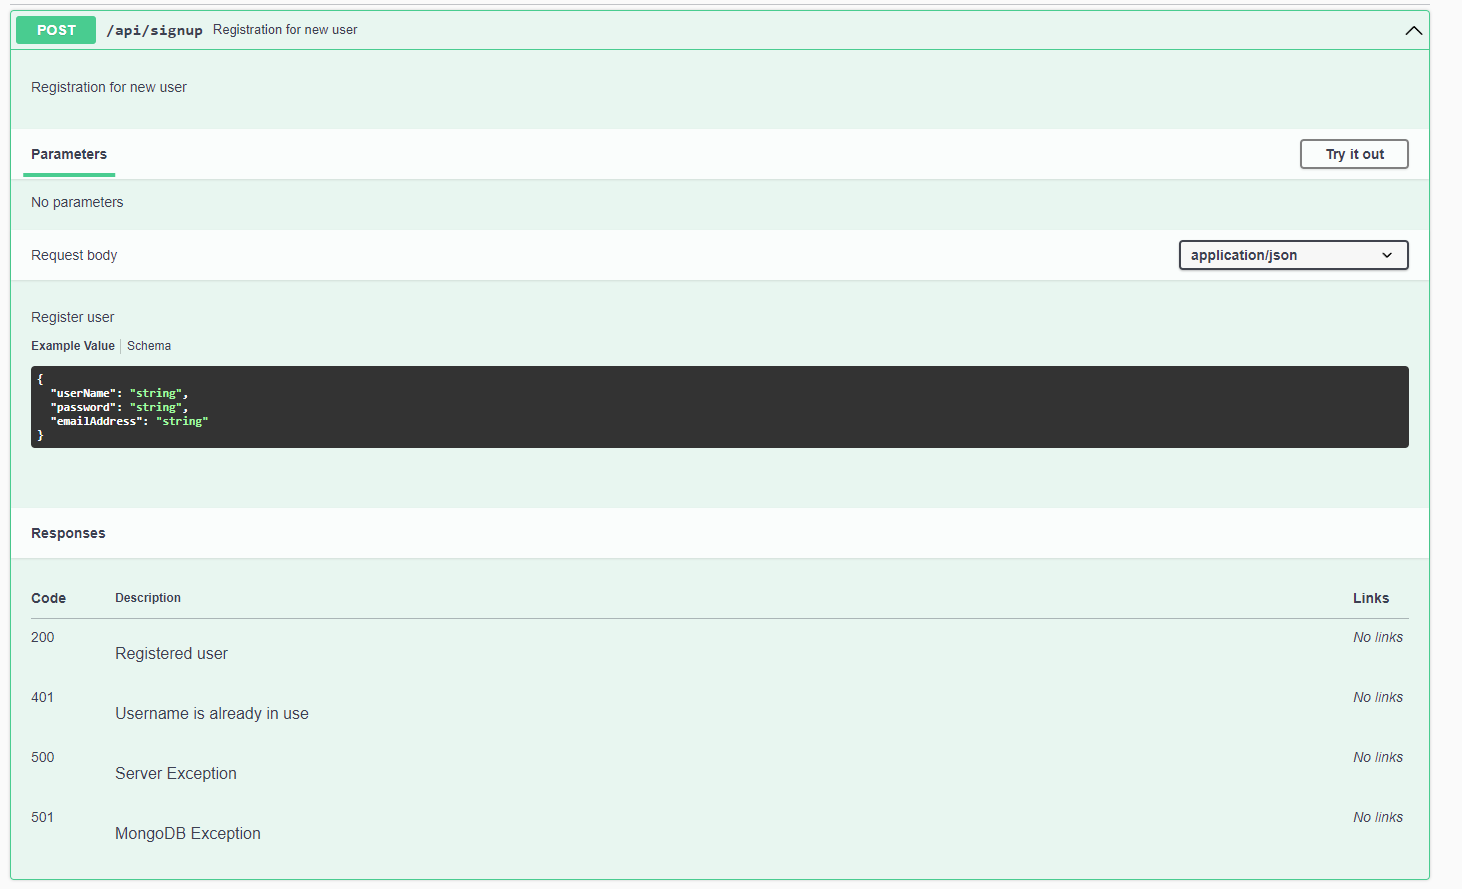 POST /api/signup Registration for new user
Registration for new user
Parameters Try it out
No parameters
Request body application/json
Register user
Example Value Schema
{
"userName": "string",
"password": "string",
"emailAddress": "string"
}
Responses
Code Description Links
200 No links
Registered user
401 No links
Username is already in use
500 No links
Server Exception
501 No links
MongoDB Exception